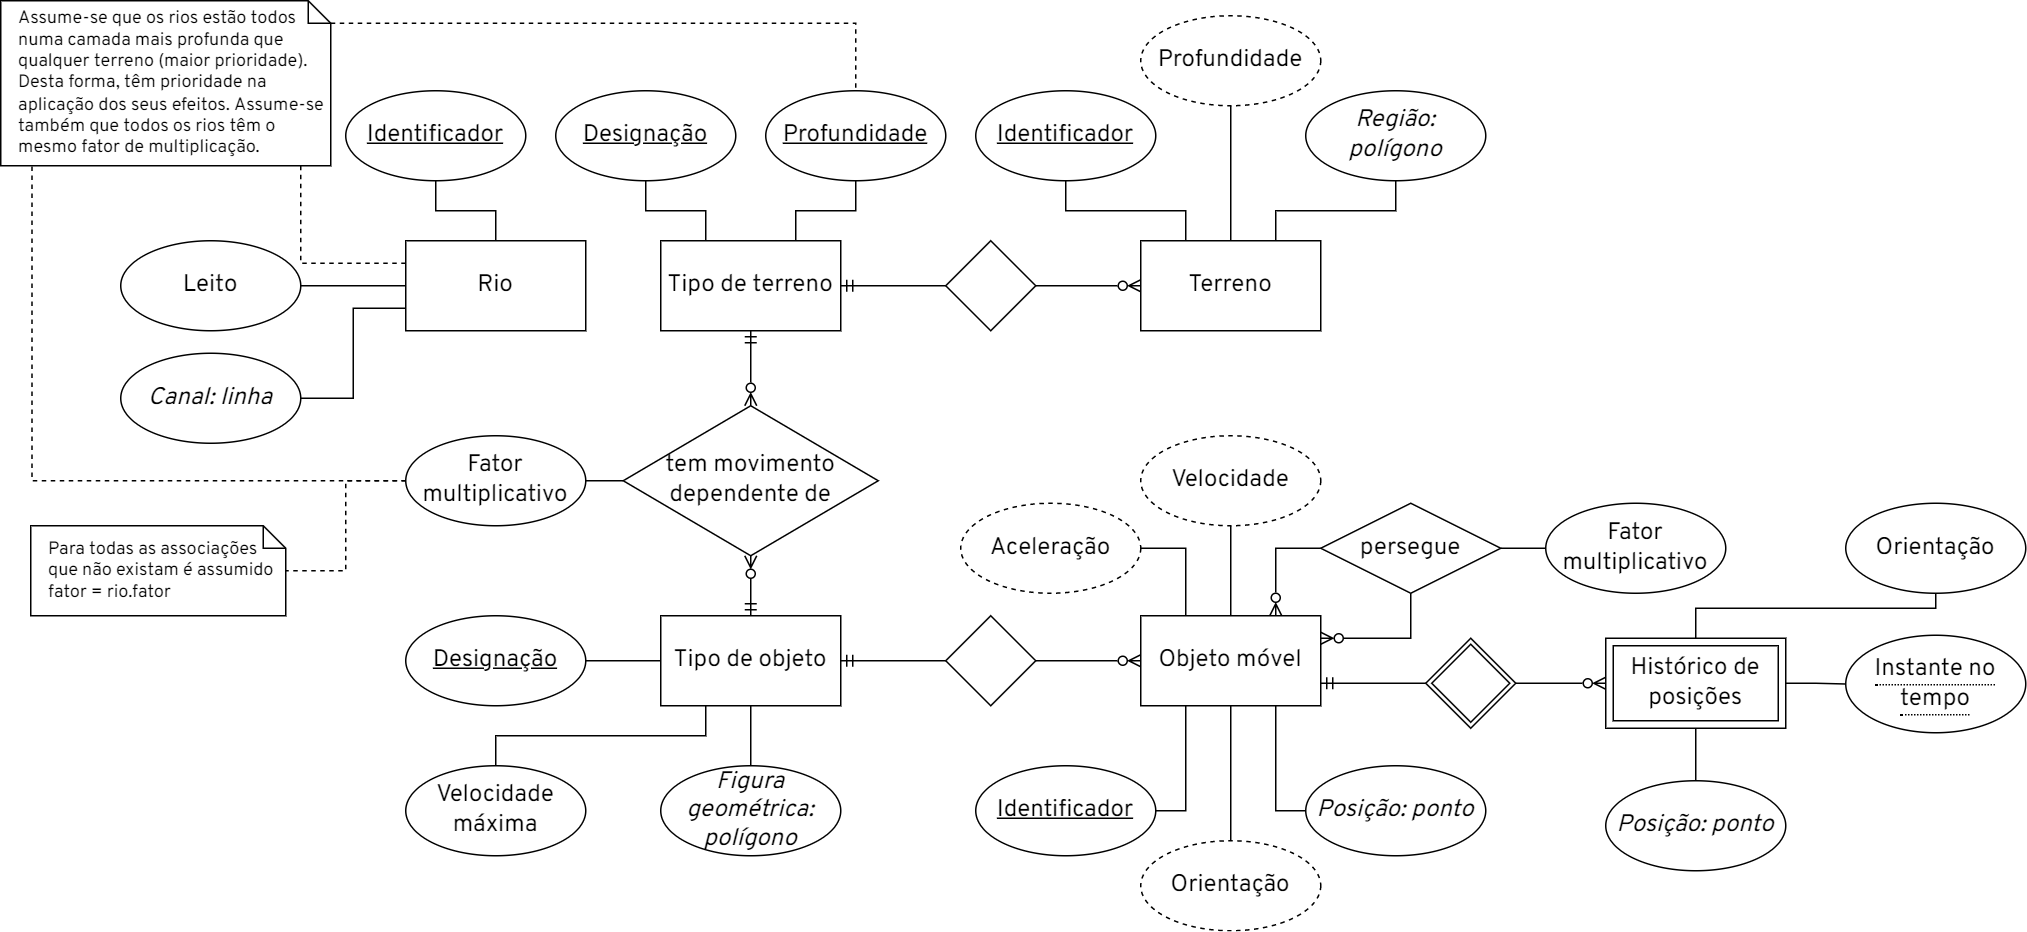 Assume-se que os rios estão todos
numa camada mais profunda que
qualquer terreno (maior prioridade).
Desta forma, têm prioridade na
aplicação dos seus efeitos. Assume-se
também que todos os rios têm o
mesmo fator de multiplicação.
Profundidade
Identificador
Designação
Profundidade
Identificador
Região:
polígono
Leito
Rio
Tipo de terreno
Terreno
Canal: linha
Fator
multiplicativo
tem movimento
dependente de
Velocidade
Aceleração
persegue
Fator
multiplicativo
Orientação
Para todas as associações
que não existam é assumido
fator = rio.fator
Designação
Tipo de objeto
Objeto móvel
Histórico de
posições
Instante no
tempo
Velocidade
máxima
Figura
geométrica:
polígono
Identificador
Posição: ponto
Posição: ponto
Orientação